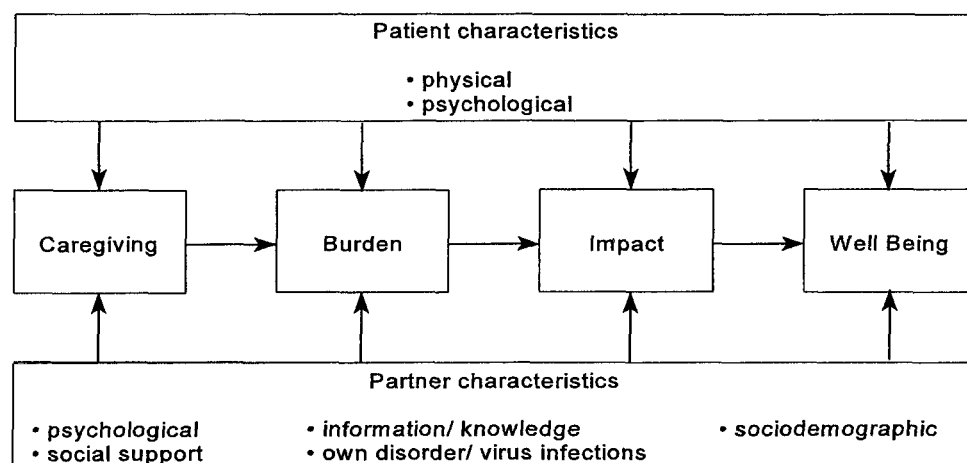 Patient characteristics
• physical
• psychological
Caregiving
Burden
Impact
Well Being
Partner characteristics
• psychological
• information/ knowledge
• sociodemographic
• social support
• own disorder/ virus infections